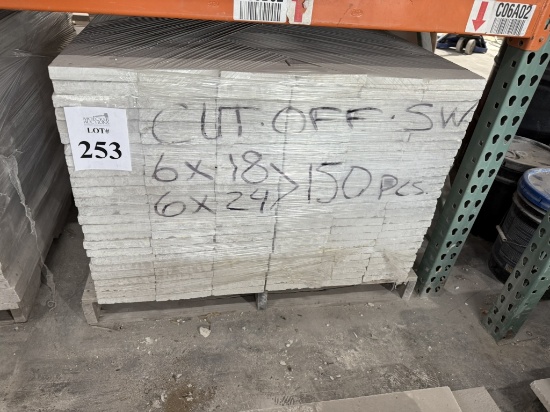 C06A02
LOT#
253
CUT-OFF-SW
6x18
6x24>150 pcs.